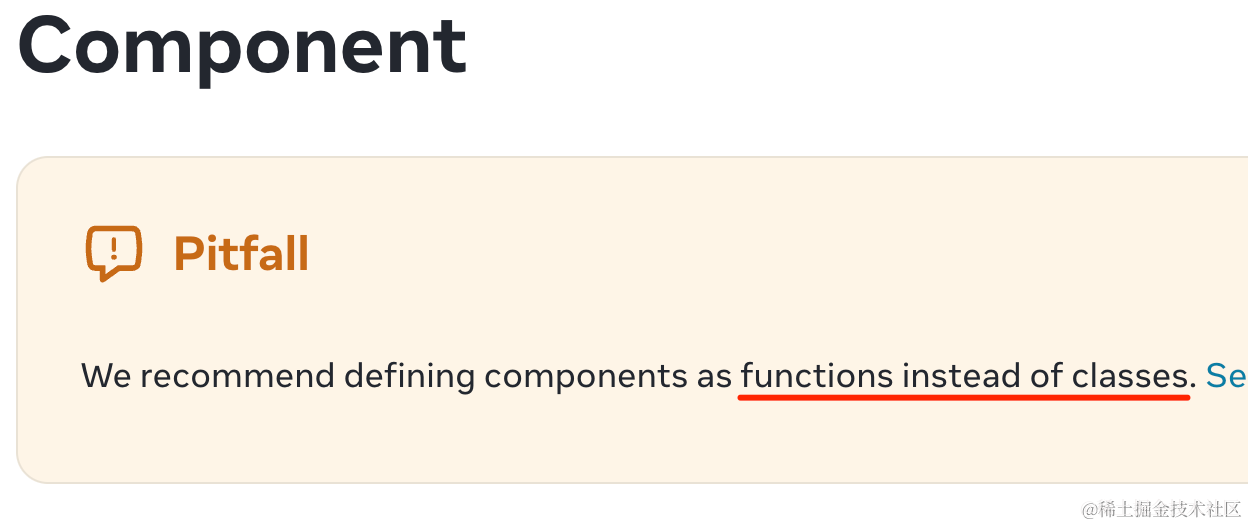 Component
Pitfall
We recommend defining components as functions instead of classes. Se
@稀土掘金技术社区